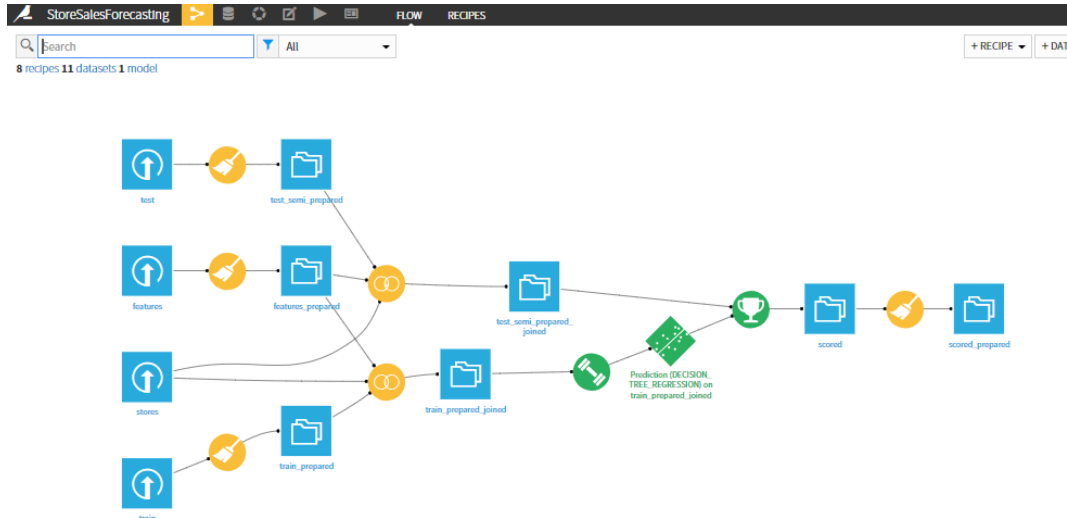 StoreSalesForecasting
FLOW
RECIPES
Search
All
+ RECIPE
+ DAT
8 recipes 11 datasets 1 model
test
test_semi_prepared
features
features_prepared
test_semi_prepared_
joined
scored
scored_prepared
Prediction (DECISION_
TREE_REGRESSION) on
train_prepared_joined
stores
train_prepared_joined
train_prepared
train